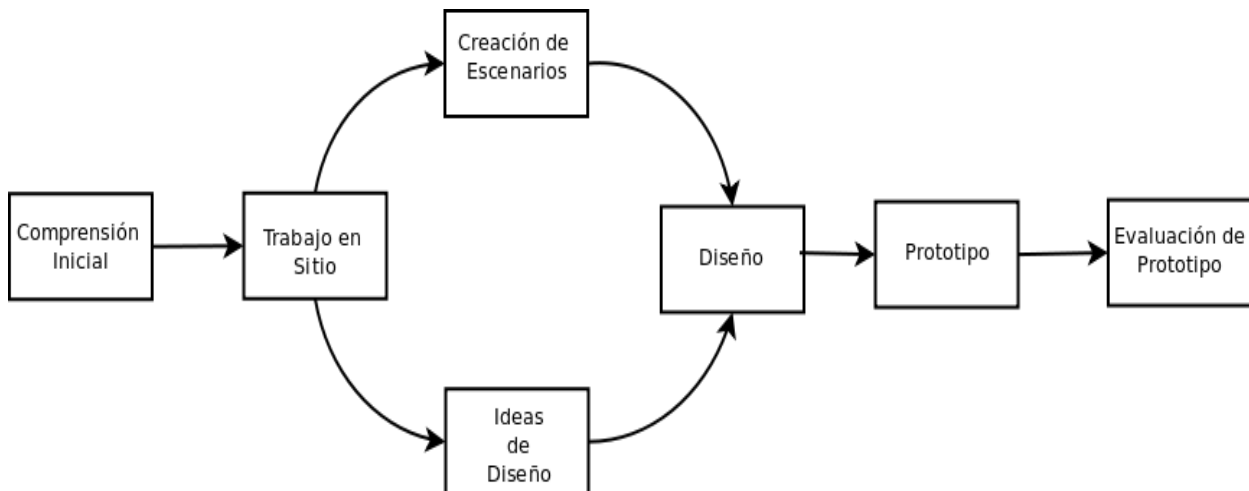 Creación de
Escenarios
Comprensión
Inicial
Trabajo en
Sitio
Diseño
Prototipo
Evaluación de
Prototipo
Ideas
de
Diseño